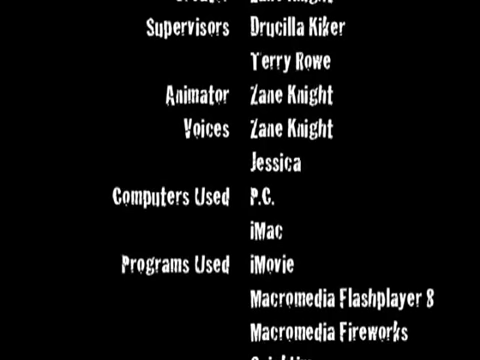 Supervisors Drucilla Kiker
Terry Rowe
Animator Zane Knight
Voices Zane Knight
Jessica
Computers Used P.C.
iMac
Programs Used iMovie
Macromedia Flashplayer 8
Macromedia Fireworks